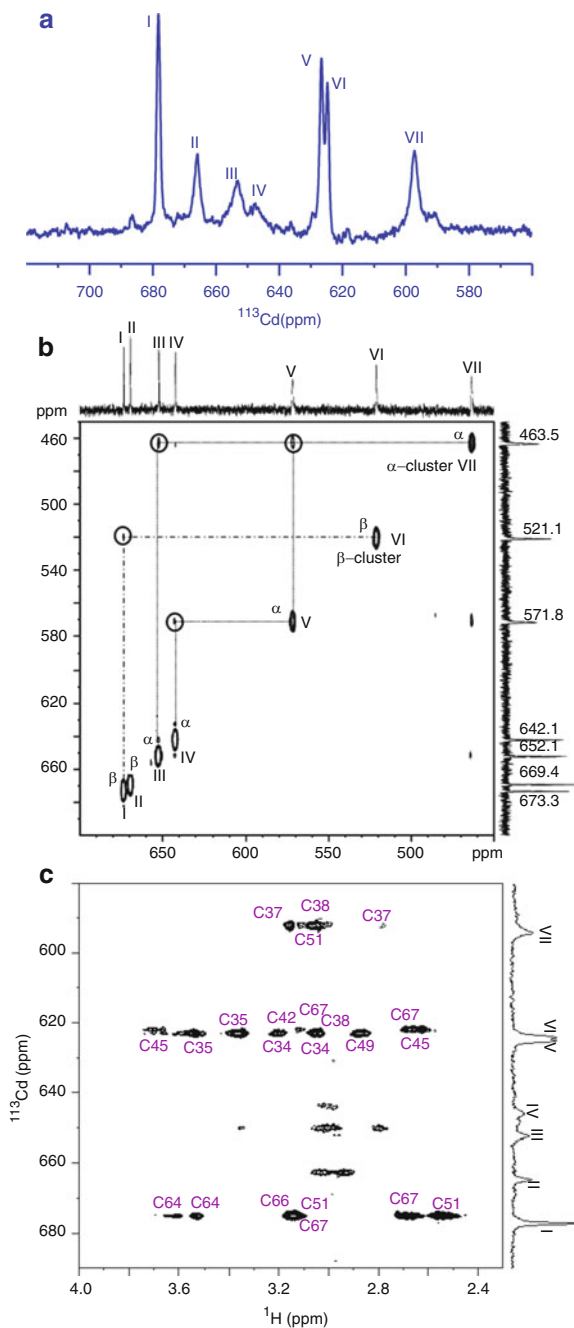 a
I
II
III
IV
V
VI
VII
700 680 660 640 620 600 580
113Cd(ppm)
b
I II III IV V VI VII
ppm
460
500
540
580
620
660
α
α–cluster VII
β
VI
β–cluster
α
V
α
α
IV
β β III
II
I
463.5
521.1
571.8
642.1
652.1
669.4
673.3
650 600 550 500 ppm
c
C37 C38 C37
C51
C67
C42 C38 C67
C35
C45 C35 C34 C34 C49 C45
C64 C64 C66 C51 C67 C51
C67
600
620
640
660
680
113Cd (ppm)
VII
VI
V
IV
III
II
I
4.0 3.6 3.2 2.8 2.4
1H (ppm)